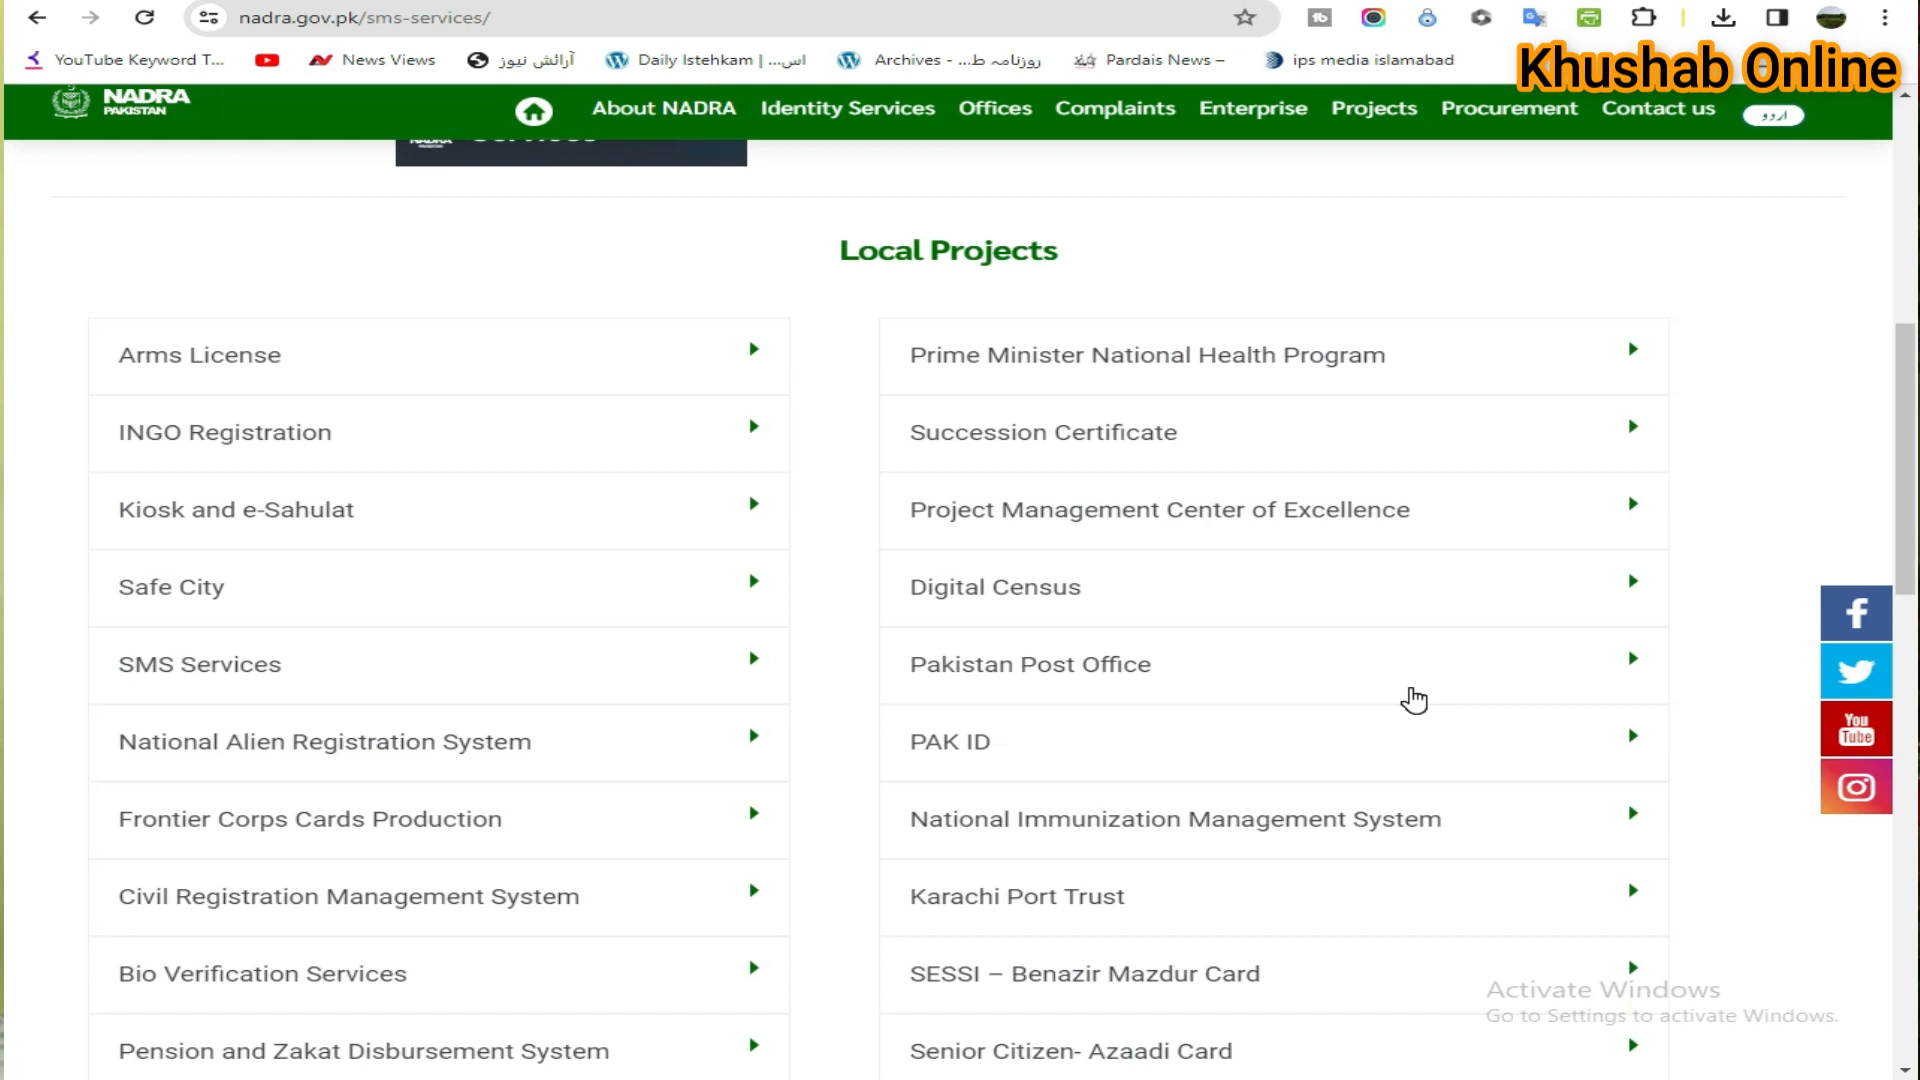 nadra.gov.pk/sms-services/
YouTube Keyword T...
News Views
آرائش نیوز
Daily Istehkam | ...اس
Archives - ...روزنامہ ط
Pardais News –
ips media islamabad
Khushab Online
NADRA
PAKISTAN
About NADRA
Identity Services
Offices
Complaints
Enterprise
Projects
Procurement
Contact us
اردو
Local Projects
Arms License
Prime Minister National Health Program
INGO Registration
Succession Certificate
Kiosk and e-Sahulat
Project Management Center of Excellence
Safe City
Digital Census
SMS Services
Pakistan Post Office
National Alien Registration System
PAK ID
Frontier Corps Cards Production
National Immunization Management System
Civil Registration Management System
Karachi Port Trust
Bio Verification Services
SESSI – Benazir Mazdur Card
Pension and Zakat Disbursement System
Senior Citizen- Azaadi Card
You
Tube
Activate Windows
Go to Settings to activate Windows.